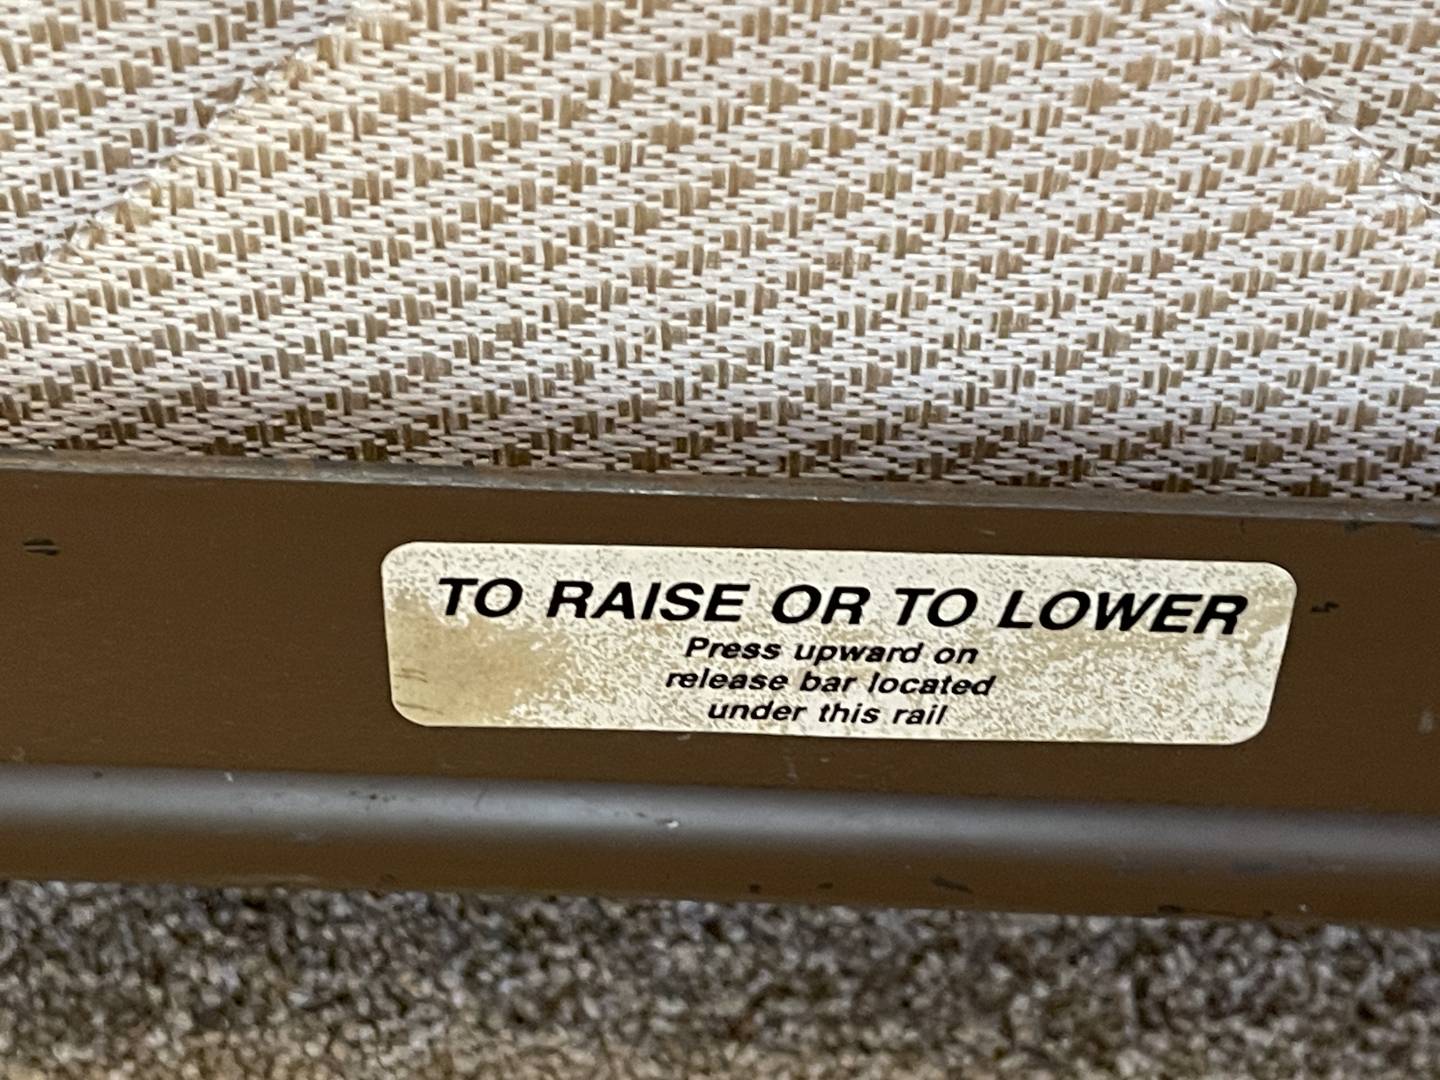 TO RAISE OR TO LOWER
Press upward on
release bar located
under this rail